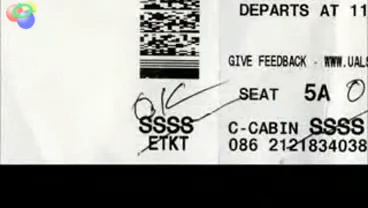 DEPARTS AT 11
GIVE FEEDBACK - WWW.UALS
SEAT 5A
OK
SSSS C-CABIN SSSS
ETKT 086 2121834038